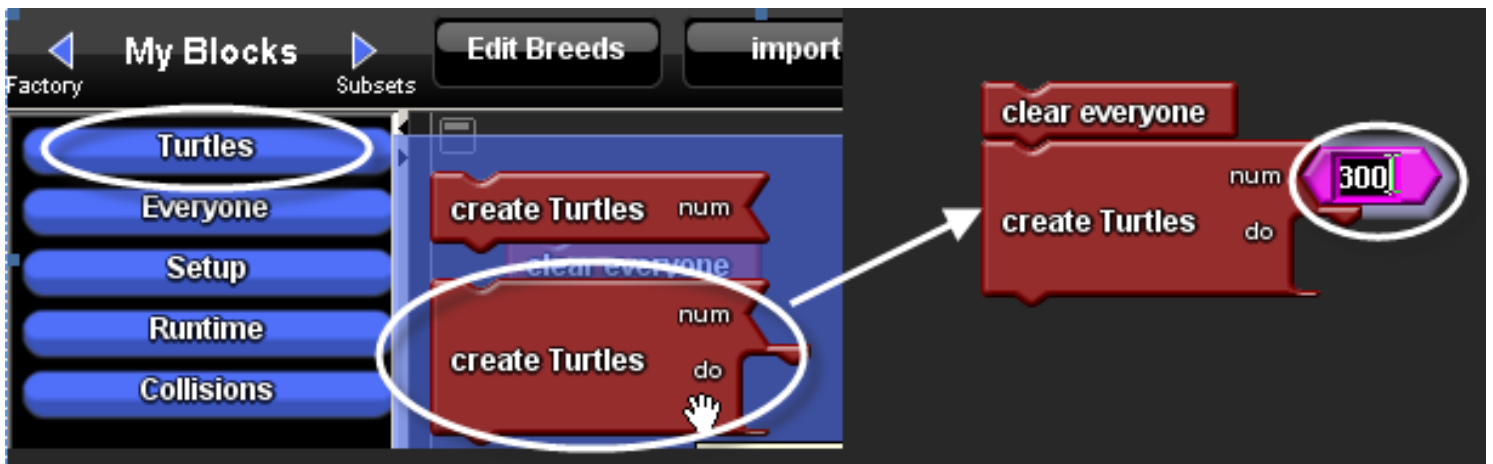 My Blocks
Factory
Subsets
Edit Breeds
import
Turtles
Everyone
Setup
Runtime
Collisions
create Turtles num
clear everyone
num
create Turtles
do
clear everyone
num 300
create Turtles
do